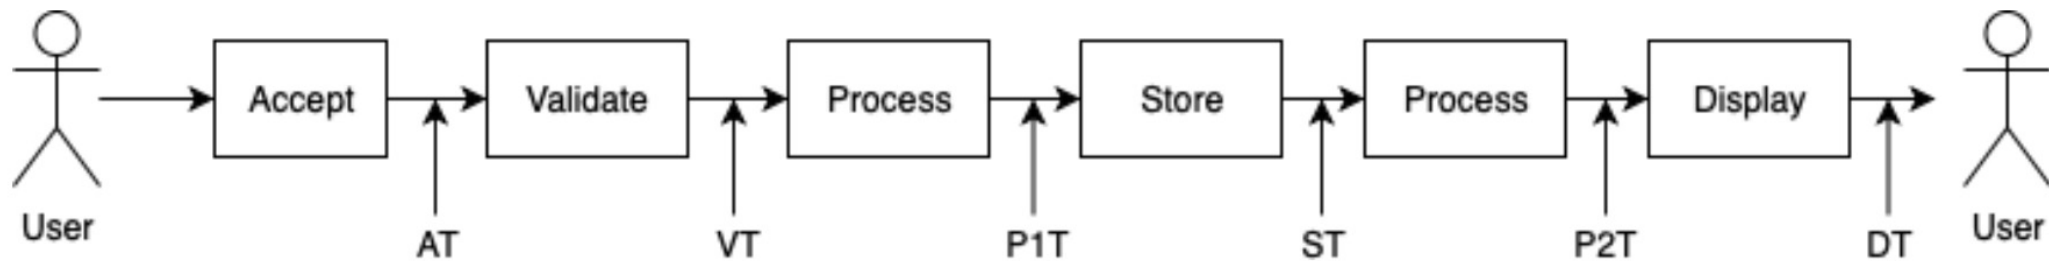 Accept
Validate
Process
Store
Process
Display
User
AT
VT
P1T
ST
P2T
DT
User